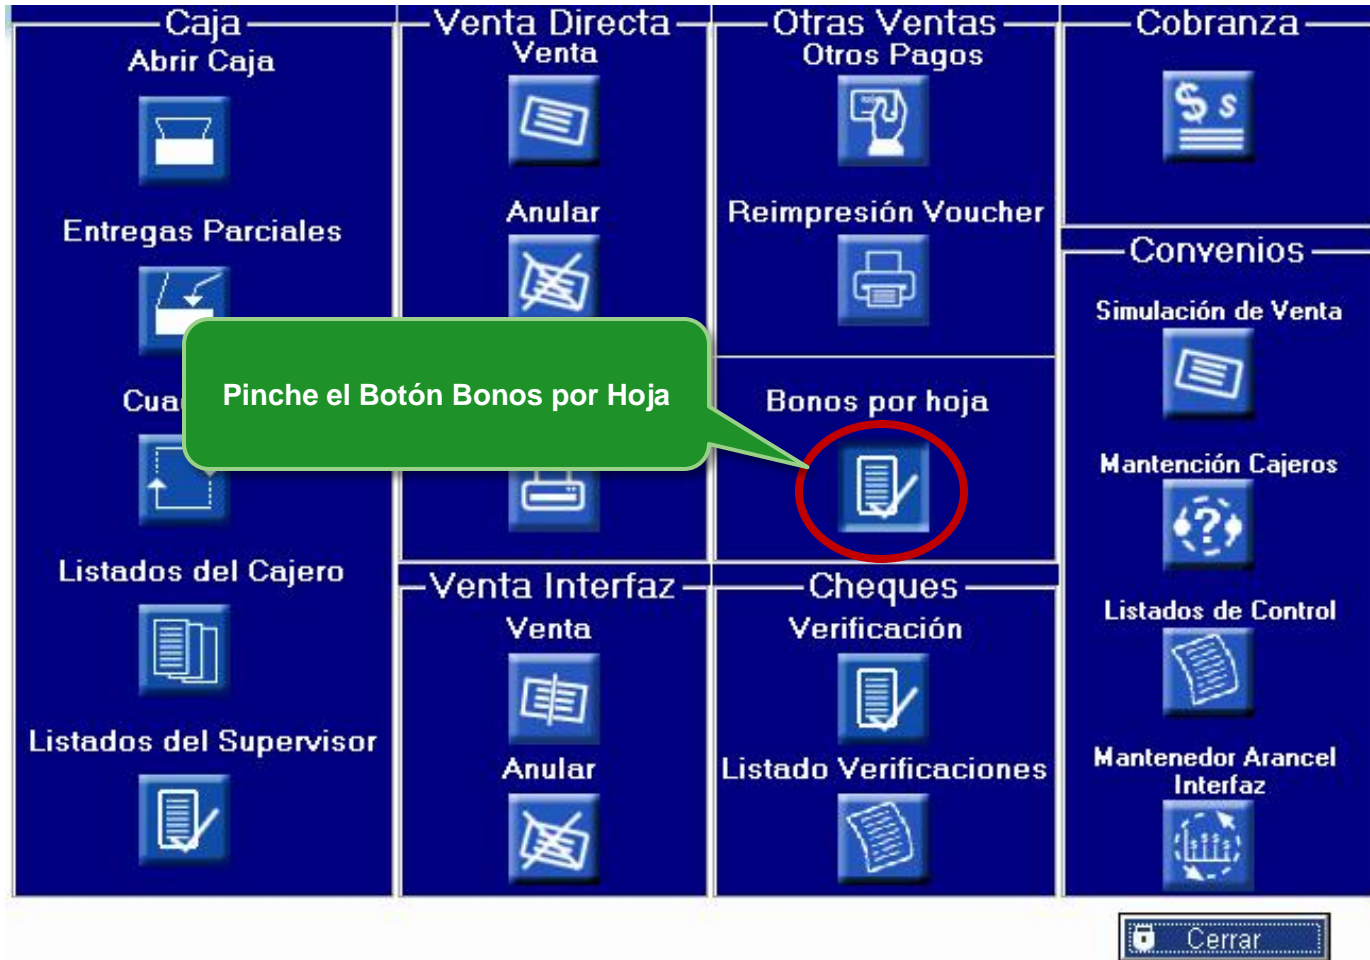 Caja
Abrir Caja
Entregas Parciales
Cua
Listados del Cajero
Listados del Supervisor
Venta Directa
Venta
Anular
Venta Interfaz
Venta
Anular
Otras Ventas
Otros Pagos
Reimpresión Voucher
Bonos por hoja
Cheques
Verificación
Listado Verificaciones
Cobranza
$ s
Convenios
Simulación de Venta
Mantención Cajeros
?
Listados de Control
Mantenedor Arancel
Interfaz
Pinche el Botón Bonos por Hoja
Cerrar